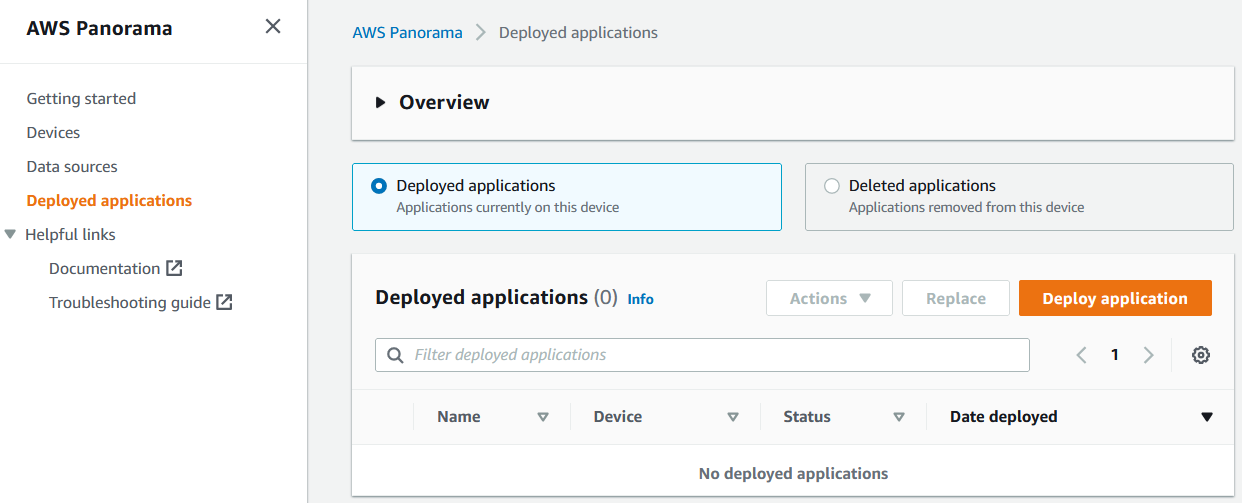 AWS Panorama
Getting started
Devices
Data sources
Deployed applications
Helpful links
Documentation
Troubleshooting guide
AWS Panorama > Deployed applications
Overview
Deployed applications
Applications currently on this device
Deleted applications
Applications removed from this device
Deployed applications (0) Info
Actions
Replace
Deploy application
Filter deployed applications
1
Name Device Status Date deployed
No deployed applications